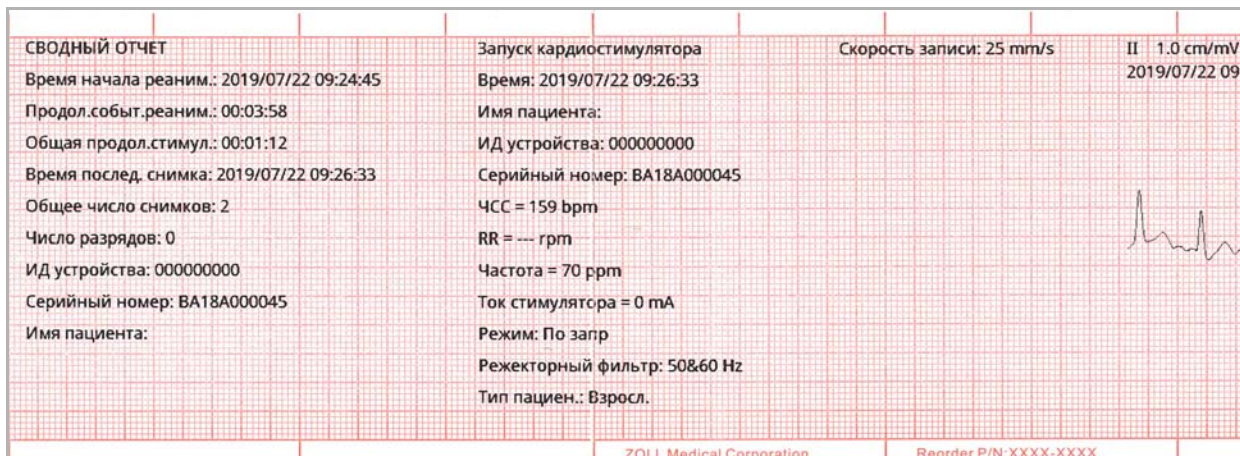 СВОДНЫЙ ОТЧЕТ
Время начала реаним.: 2019/07/22 09:24:45
Продол.событ.реаним.: 00:03:58
Общая продол.стимул.: 00:01:12
Время послед. снимка: 2019/07/22 09:26:33
Общее число снимков: 2
Число разрядов: 0
ИД устройства: 000000000
Серийный номер: BA18A000045
Имя пациента:
Запуск кардиостимулятора
Время: 2019/07/22 09:26:33
Имя пациента:
ИД устройства: 000000000
Серийный номер: BA18A000045
ЧСС = 159 bpm
RR = --- rpm
Частота = 70 ppm
Ток стимулятора = 0 mA
Режим: По запр
Режекторный фильтр: 50&60 Hz
Тип пациен.: Взросл.
Скорость записи: 25 mm/s
II 1.0 cm/mV
2019/07/22 09
ZOLL Medical Corporation
Reorder P/N:XXXX-XXXX